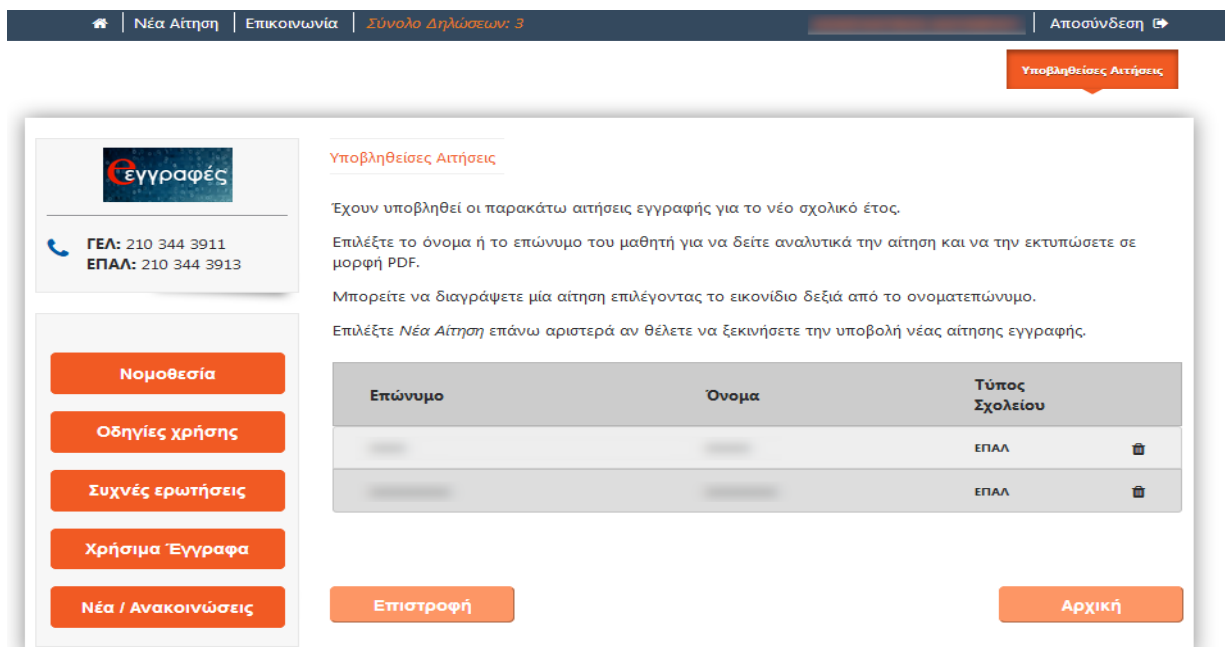 Νέα Αίτηση Επικοινωνία Σύνολο Δηλώσεων: 3 Αποσύνδεση
Υποβληθείσες Αιτήσεις
eεγγραφές
ΓΕΛ: 210 344 3911
ΕΠΑΛ: 210 344 3913
Νομοθεσία
Οδηγίες χρήσης
Συχνές ερωτήσεις
Χρήσιμα Έγγραφα
Νέα / Ανακοινώσεις
Υποβληθείσες Αιτήσεις
Έχουν υποβληθεί οι παρακάτω αιτήσεις εγγραφής για το νέο σχολικό έτος.
Επιλέξτε το όνομα ή το επώνυμο του μαθητή για να δείτε αναλυτικά την αίτηση και να την εκτυπώσετε σε
μορφή PDF.
Μπορείτε να διαγράψετε μία αίτηση επιλέγοντας το εικονίδιο δεξιά από το ονοματεπώνυμο.
Επιλέξτε Νέα Αίτηση επάνω αριστερά αν θέλετε να ξεκινήσετε την υποβολή νέας αίτησης εγγραφής.
Επώνυμο Όνομα Τύπος
Σχολείου
ΕΠΑΛ
ΕΠΑΛ
Επιστροφή Αρχική